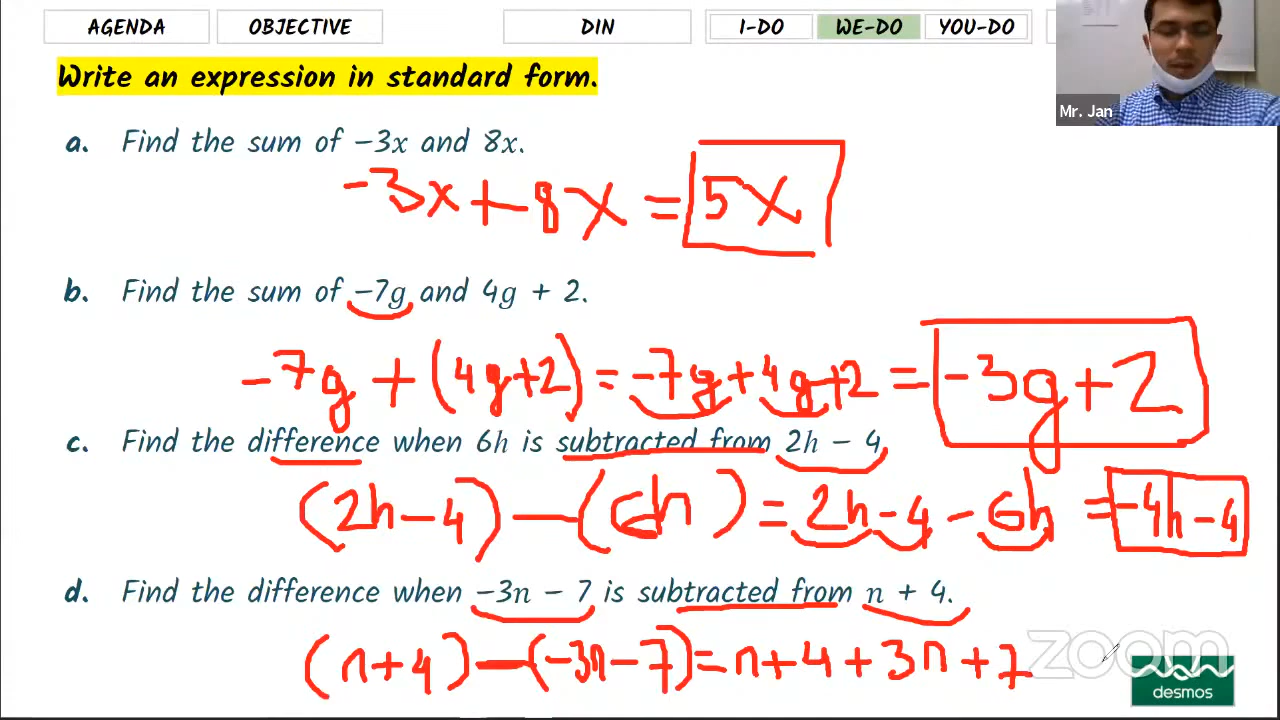 AGENDA OBJECTIVE DIN I-DO WE-DO YOU-DO
Write an expression in standard form.
Mr. Jan
a. Find the sum of −3x and 8x.
-3x+8x = 5x
b. Find the sum of −7g and 4g + 2.
-7g + (4g+2) = -7g+4g+2 = -3g+2
c. Find the difference when 6h is subtracted from 2h − 4
(2h-4) - (6h) = 2h-4-6h = -4h-4
d. Find the difference when −3n − 7 is subtracted from n + 4.
(n+4) - (-3n-7) = n+4+3n+7
zoom
desmos